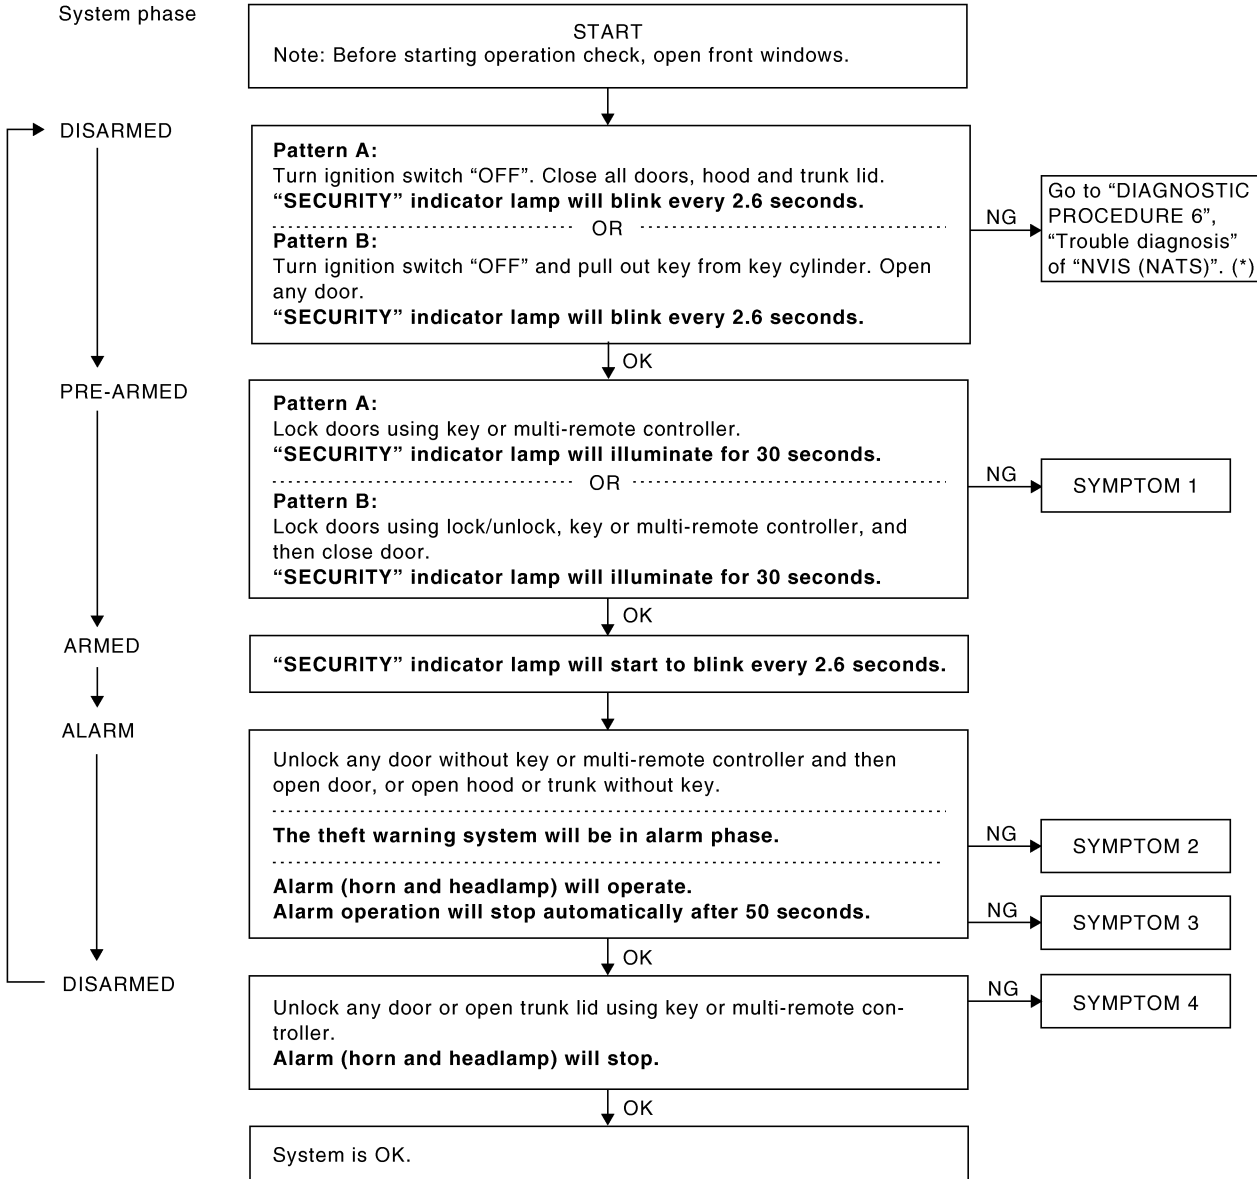 System phase
START
Note: Before starting operation check, open front windows.
DISARMED
Pattern A:
Turn ignition switch “OFF”. Close all doors, hood and trunk lid.
“SECURITY” indicator lamp will blink every 2.6 seconds.
OR
Pattern B:
Turn ignition switch “OFF” and pull out key from key cylinder. Open
any door.
“SECURITY” indicator lamp will blink every 2.6 seconds.
NG
Go to “DIAGNOSTIC
PROCEDURE 6”,
“Trouble diagnosis”
of “NVIS (NATS)”. (*)
OK
PRE-ARMED
Pattern A:
Lock doors using key or multi-remote controller.
“SECURITY” indicator lamp will illuminate for 30 seconds.
OR
Pattern B:
Lock doors using lock/unlock, key or multi-remote controller, and
then close door.
“SECURITY” indicator lamp will illuminate for 30 seconds.
NG
SYMPTOM 1
OK
ARMED
“SECURITY” indicator lamp will start to blink every 2.6 seconds.
ALARM
Unlock any door without key or multi-remote controller and then
open door, or open hood or trunk without key.
The theft warning system will be in alarm phase.
NG
SYMPTOM 2
Alarm (horn and headlamp) will operate.
Alarm operation will stop automatically after 50 seconds.
NG
SYMPTOM 3
OK
DISARMED
Unlock any door or open trunk lid using key or multi-remote con-
troller.
Alarm (horn and headlamp) will stop.
NG
SYMPTOM 4
OK
System is OK.